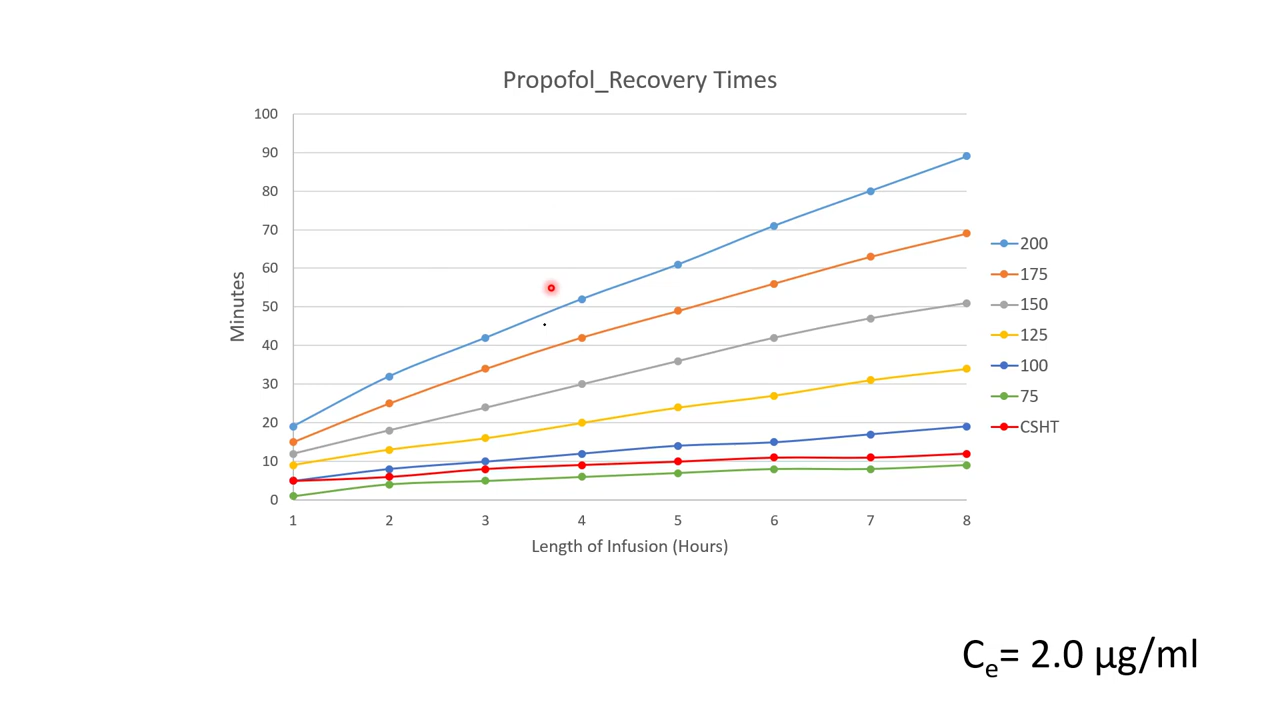 Propofol_Recovery Times
100
90
80
70
60
50
40
30
20
10
0
Minutes
1 2 3 4 5 6 7 8
Length of Infusion (Hours)
200
175
150
125
100
75
CSHT
Ce= 2.0 µg/ml